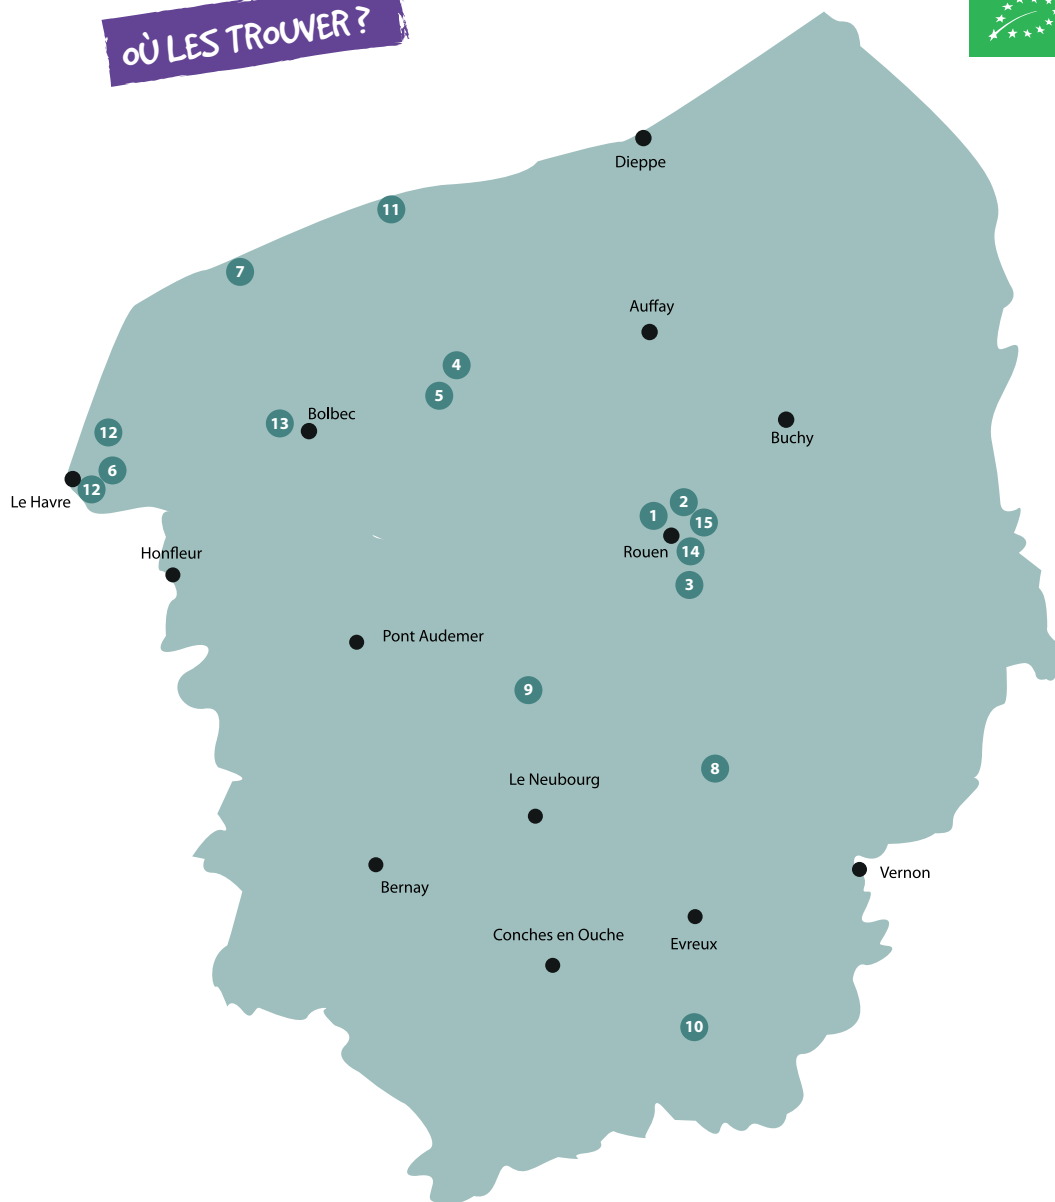 OÙ LES TROUVER ?
Dieppe
11
7
Auffay
4
5
13
Bolbec
12
Buchy
6
12
Le Havre
2
1
15
Rouen
14
Honfleur
3
Pont Audemer
9
8
Le Neubourg
Bernay
Vernon
Conches en Ouche
Evreux
10